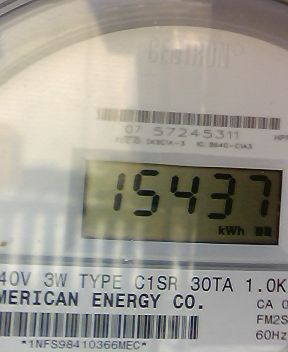 CENTRON®
07 57245311
15437
kWh
40V 3W TYPE C1SR 30TA 1.0K
MERICAN ENERGY CO.
CA 0
FM2S
60Hz
*1NFS98410366MEC*